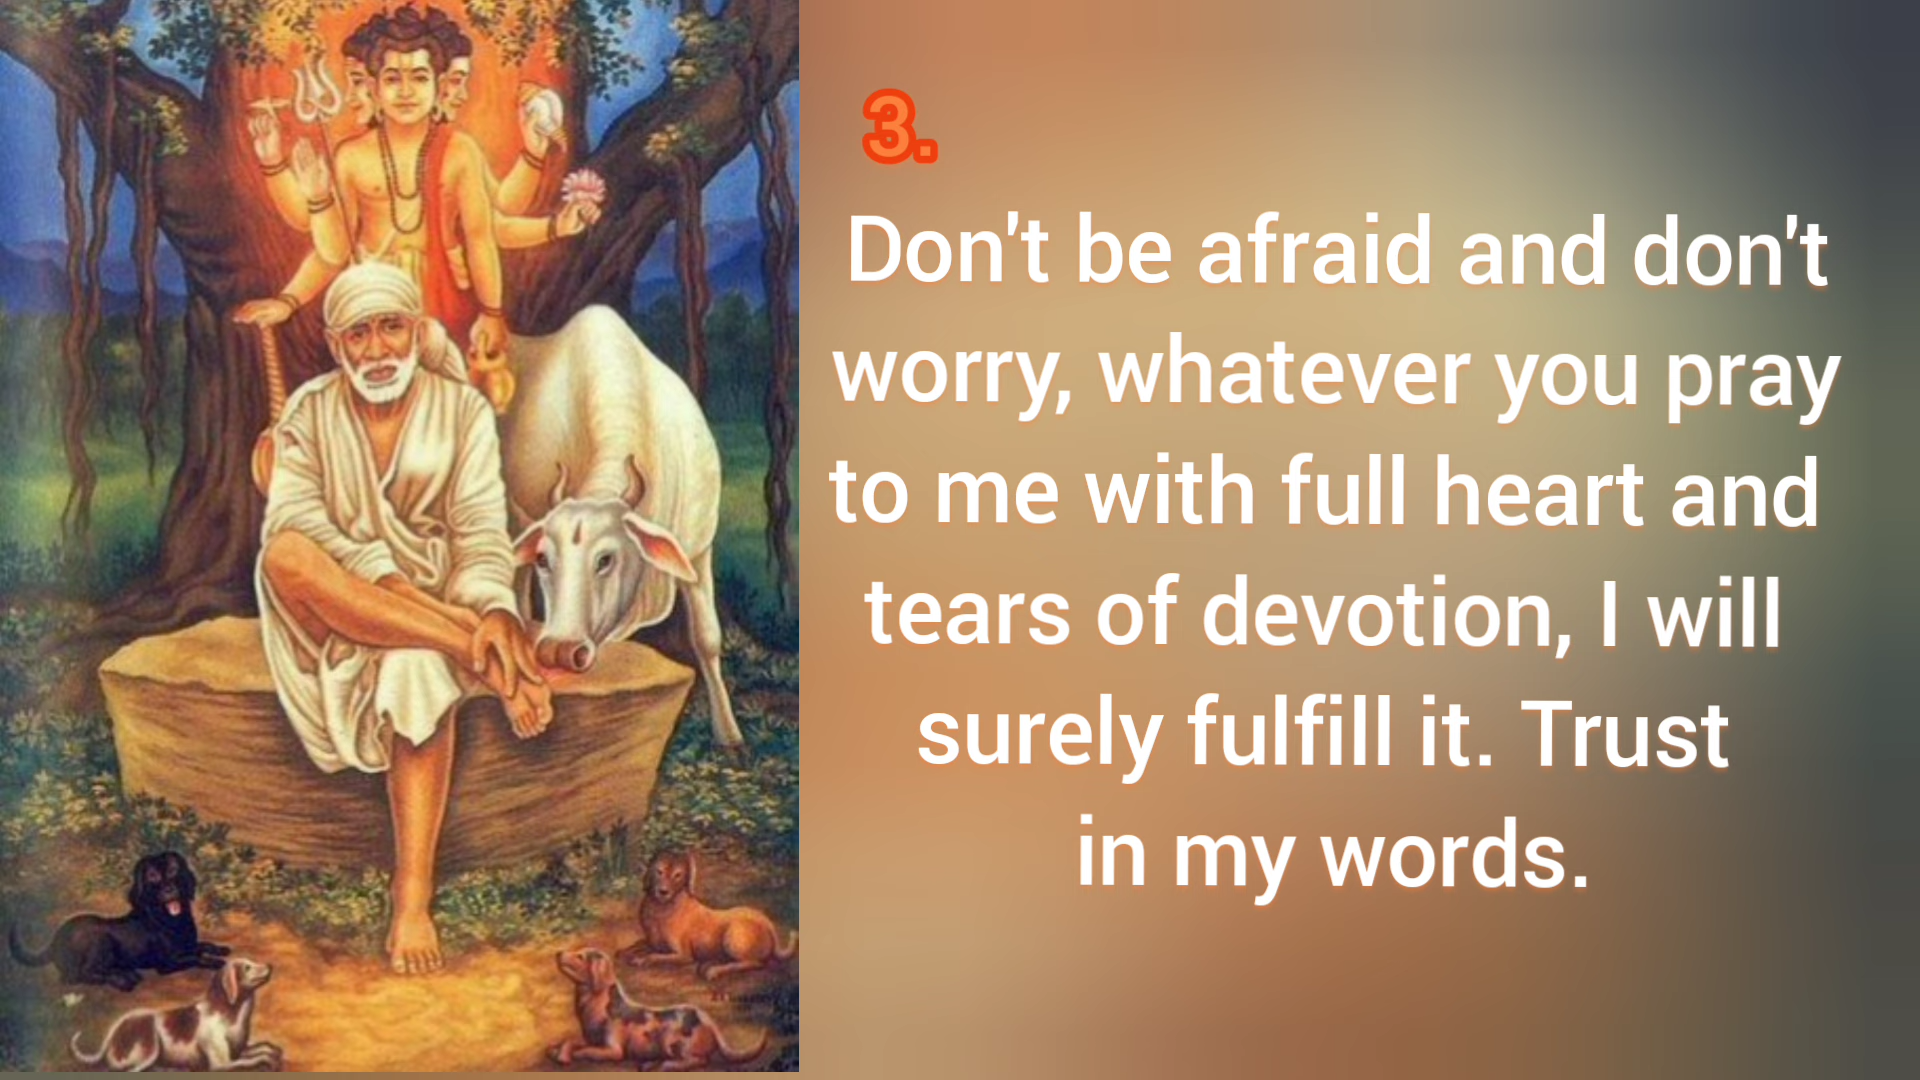 3.
Don't be afraid and don't
worry, whatever you pray
to me with full heart and
tears of devotion, I will
surely fulfill it. Trust
in my words.